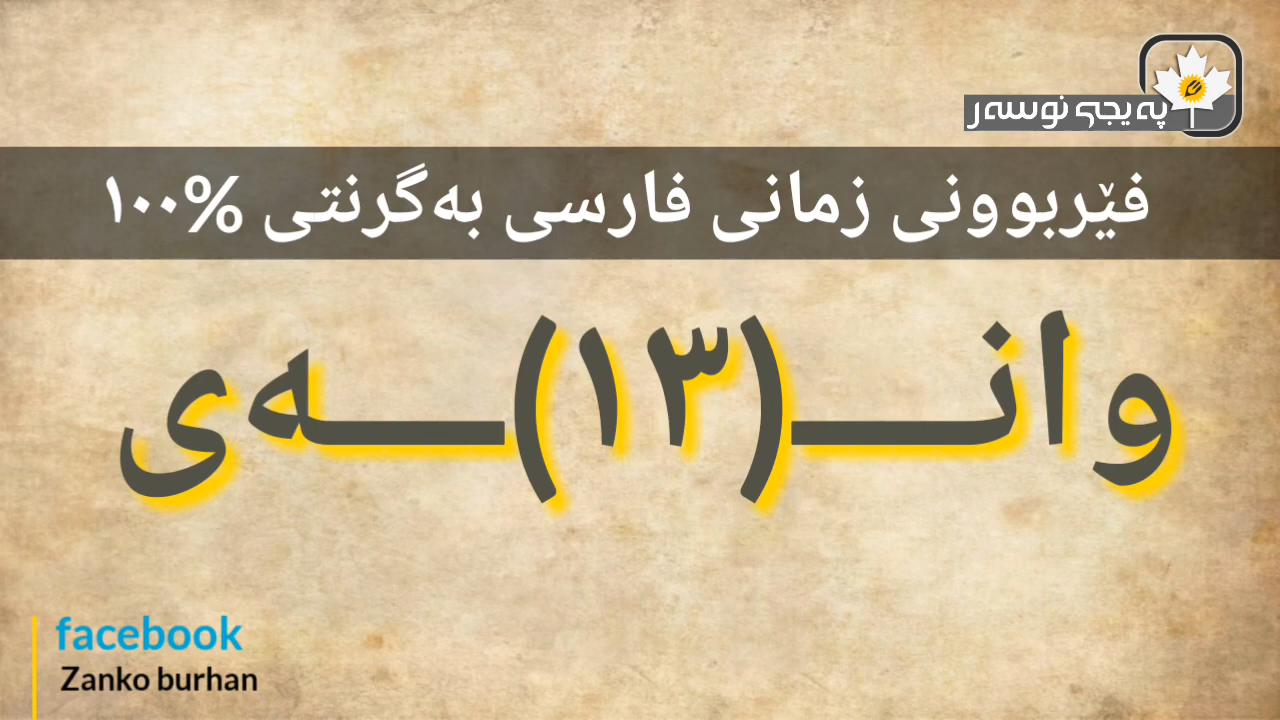 پەیجی نوسەر
فێربوونی زمانی فارسی بەگرنتی %١٠٠
وانـــ(١٣)ـــەی
facebook
Zanko burhan